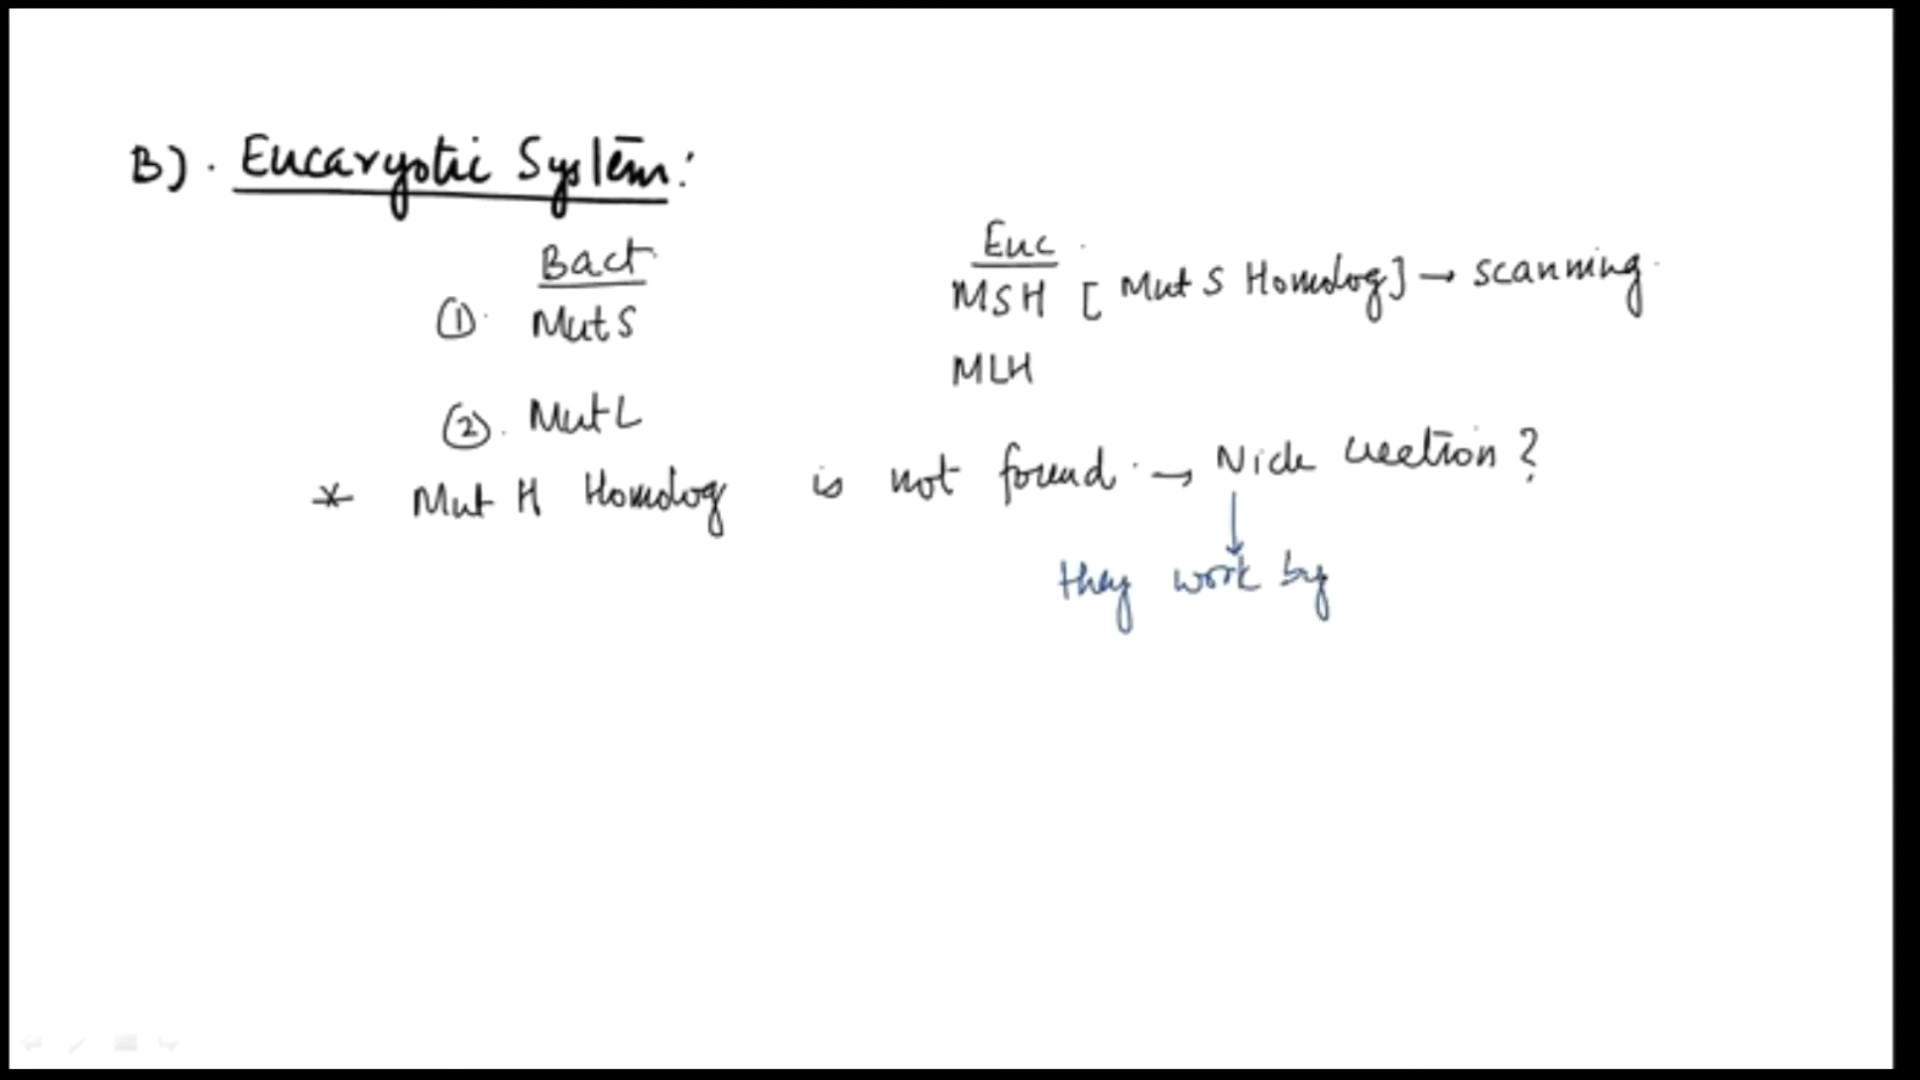 B). Eucaryotic System:
Bact Euc.
①. MutS MSH [Mut S Homolog] → scanning.
②. MutL MLH
* Mut H Homolog is not found. → Nick creation?
↓
they work by